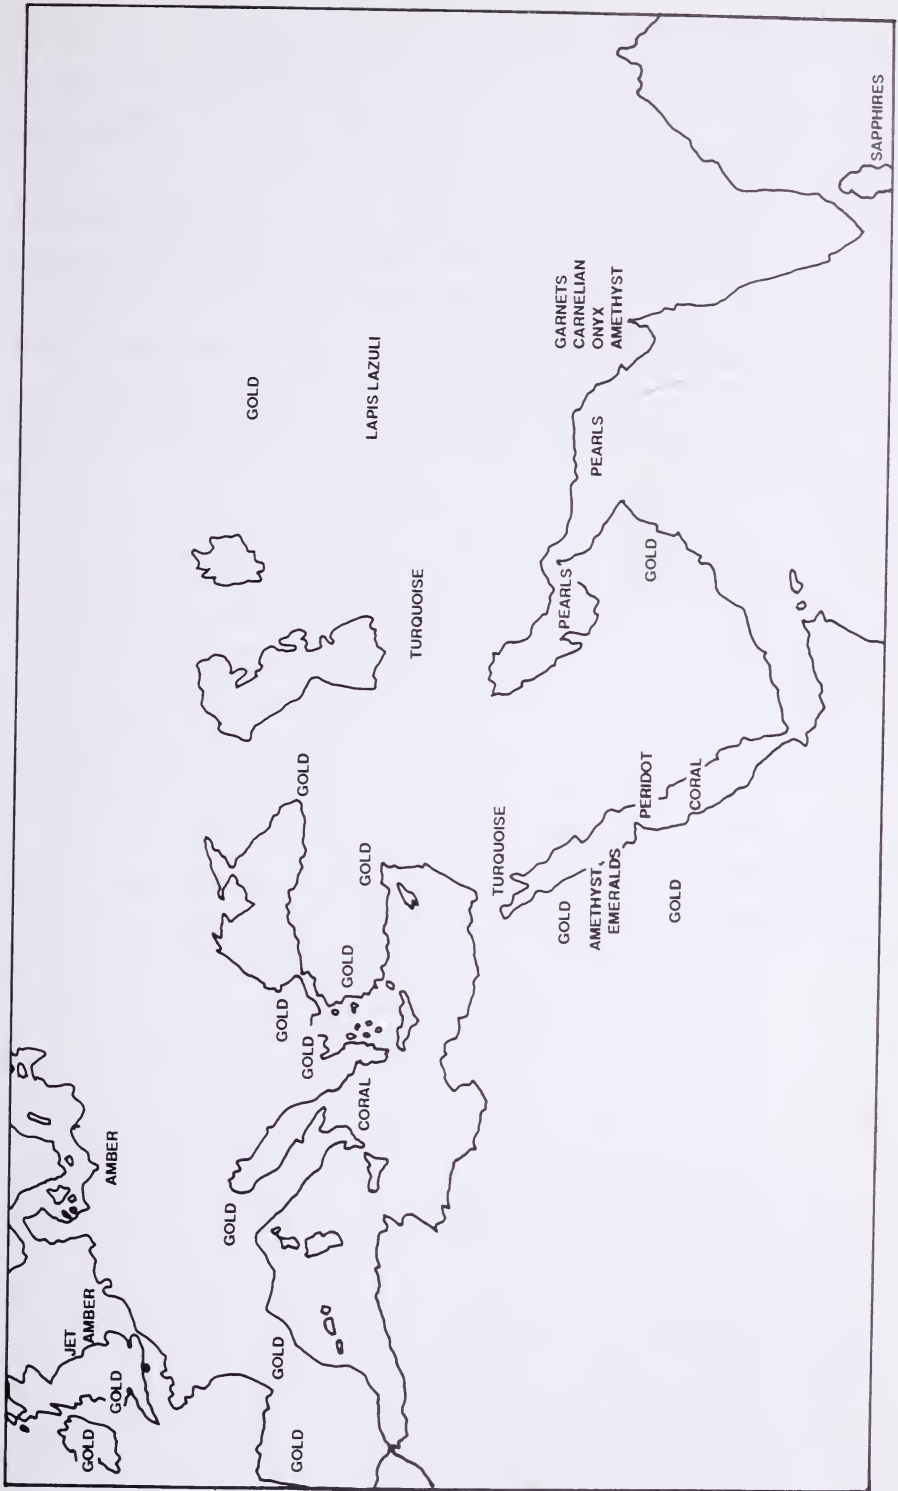 JET
AMBER
GOLD
GOLD
AMBER
GOLD
GOLD
GOLD
GOLD
GOLD
GOLD
GOLD
GOLD
CORAL
GOLD
LAPIS LAZULI
TURQUOISE
TURQUOISE
GOLD
AMETHYST,
EMERALDS
PEARLS
GARNETS
CARNELIAN
ONYX
AMETHYST
PEARLS
PERIDOT
GOLD
GOLD
CORAL
SAPPHIRES